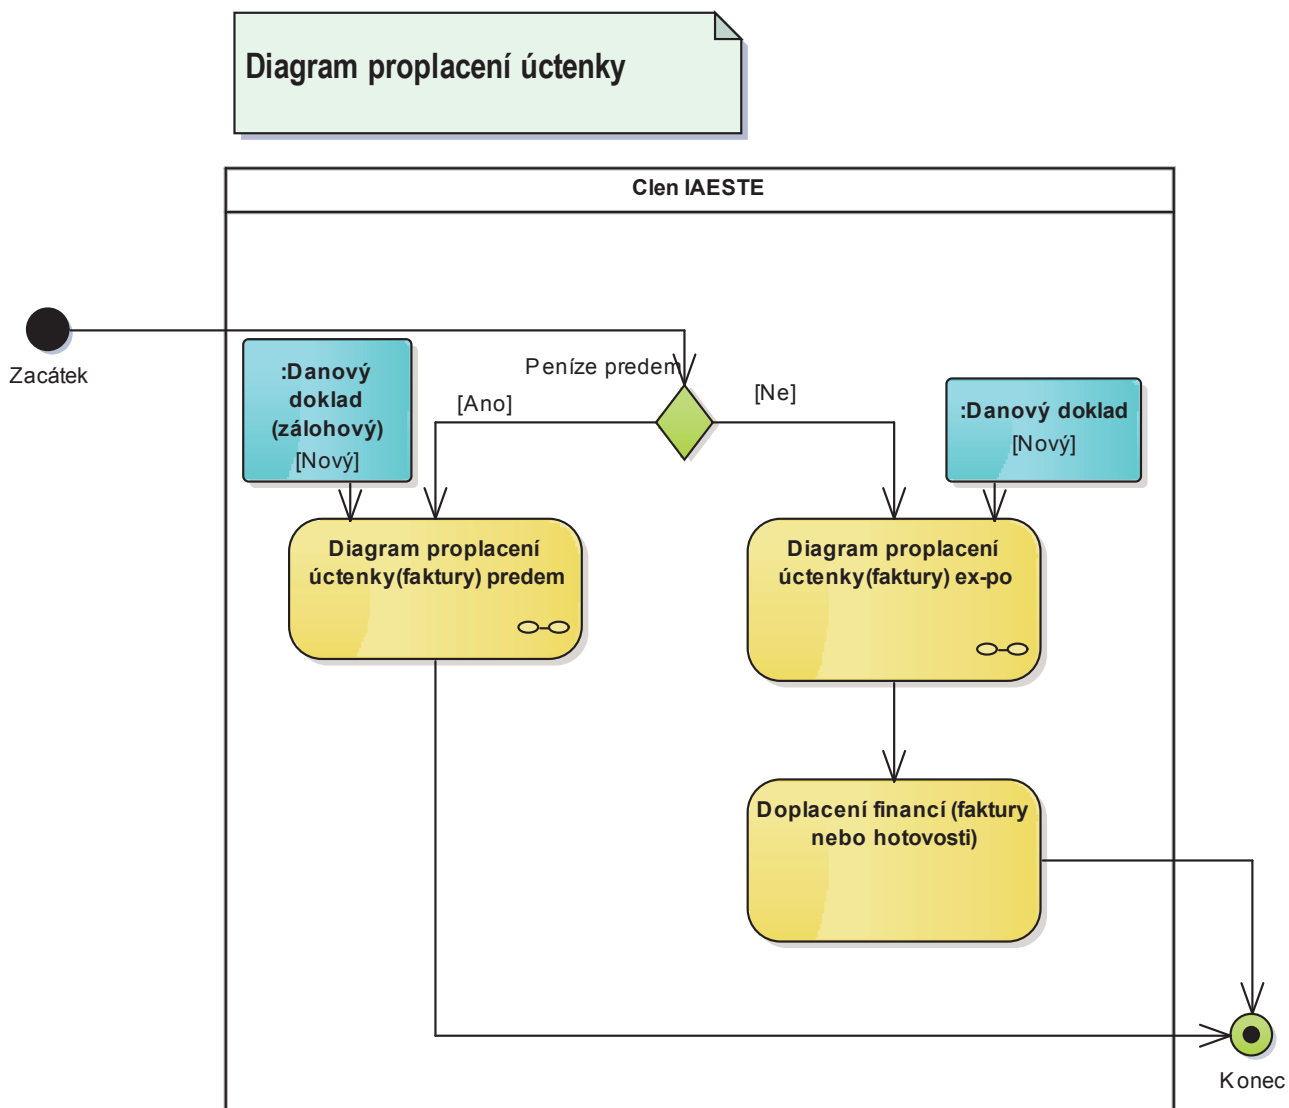 Diagram proplacení úctenky
Clen IAESTE
Zacátek
Peníze predem
[Ano]
[Ne]
:Danový
doklad
(zálohový)
[Nový]
:Danový doklad
[Nový]
Diagram proplacení
úctenky(faktury) predem
Diagram proplacení
úctenky(faktury) ex-po
Doplacení financí (faktury
nebo hotovosti)
Konec